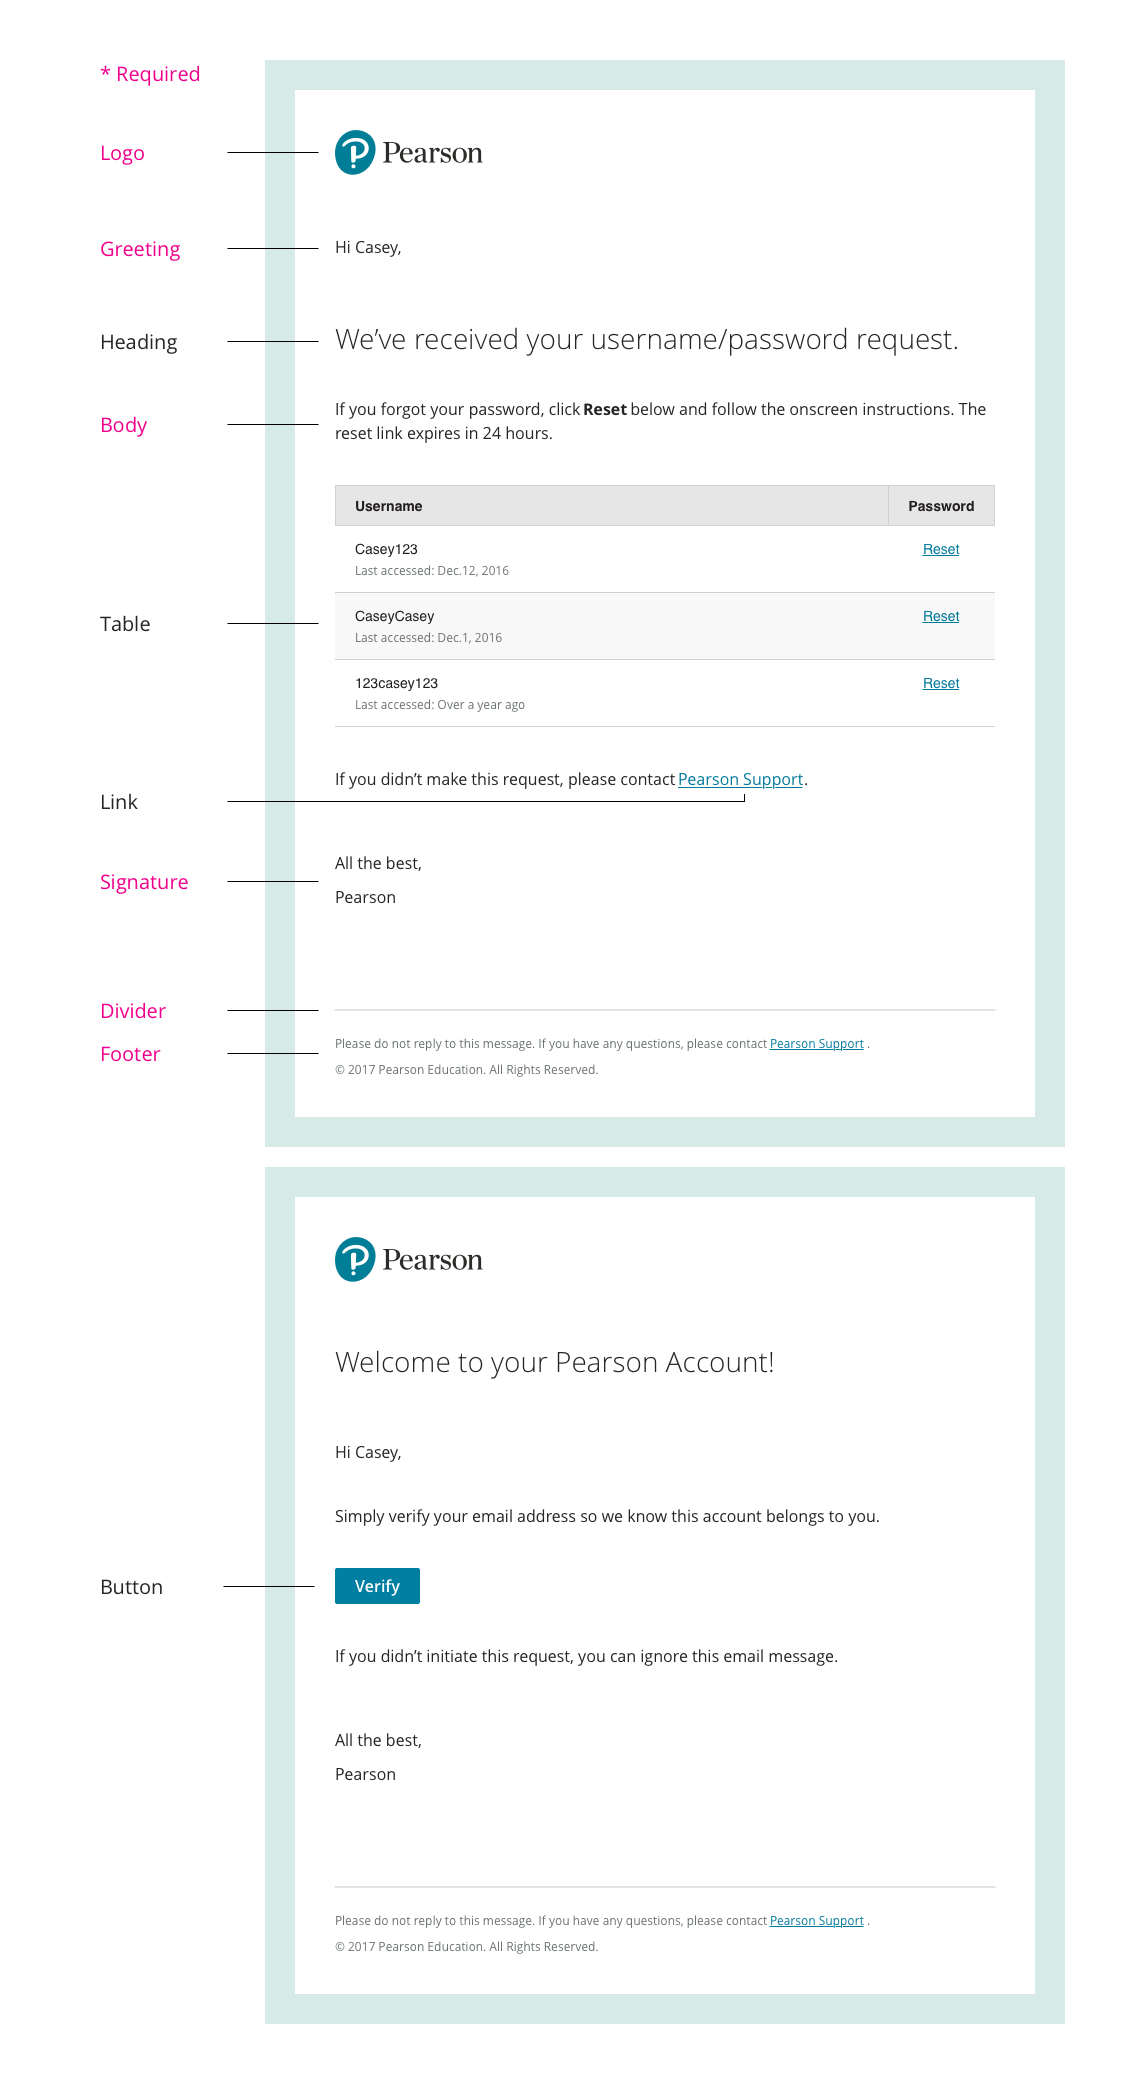 * Required
Logo
Pearson
Greeting
Hi Casey,
Heading
We’ve received your username/password request.
Body
If you forgot your password, click Reset below and follow the onscreen instructions. The
reset link expires in 24 hours.
Username Password
Casey123 Reset
Last accessed: Dec.12, 2016
Table
CaseyCasey Reset
Last accessed: Dec.1, 2016
123casey123 Reset
Last accessed: Over a year ago
If you didn’t make this request, please contact Pearson Support.
Link
All the best,
Signature
Pearson
Divider
Footer
Please do not reply to this message. If you have any questions, please contact Pearson Support .
© 2017 Pearson Education. All Rights Reserved.
Pearson
Welcome to your Pearson Account!
Hi Casey,
Simply verify your email address so we know this account belongs to you.
Button
Verify
If you didn’t initiate this request, you can ignore this email message.
All the best,
Pearson
Please do not reply to this message. If you have any questions, please contact Pearson Support .
© 2017 Pearson Education. All Rights Reserved.